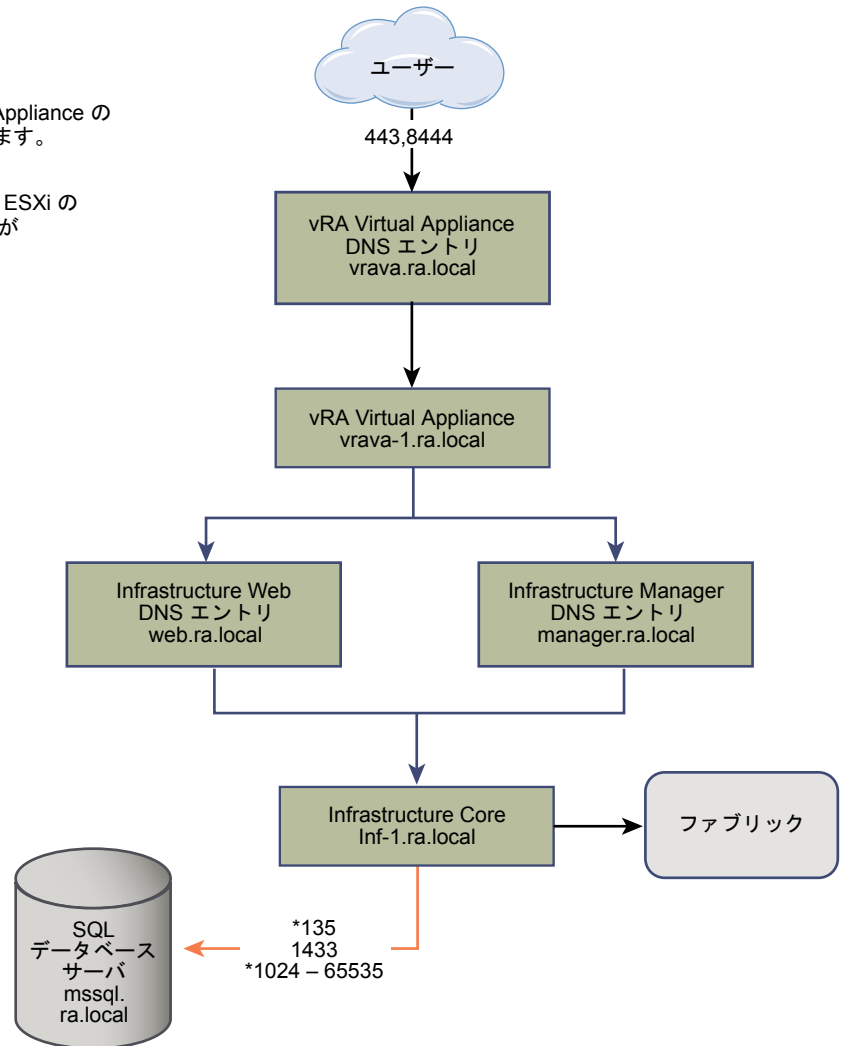 ユーザー
Appliance の
ます。
443,8444
ESXi の
が
vRA Virtual Appliance
DNS エントリ
vrava.ra.local
vRA Virtual Appliance
vrava-1.ra.local
Infrastructure Web
DNS エントリ
web.ra.local
Infrastructure Manager
DNS エントリ
manager.ra.local
Infrastructure Core
Inf-1.ra.local
ファブリック
SQL
データベース
サーバ
mssql.
ra.local
*135
1433
*1024 – 65535